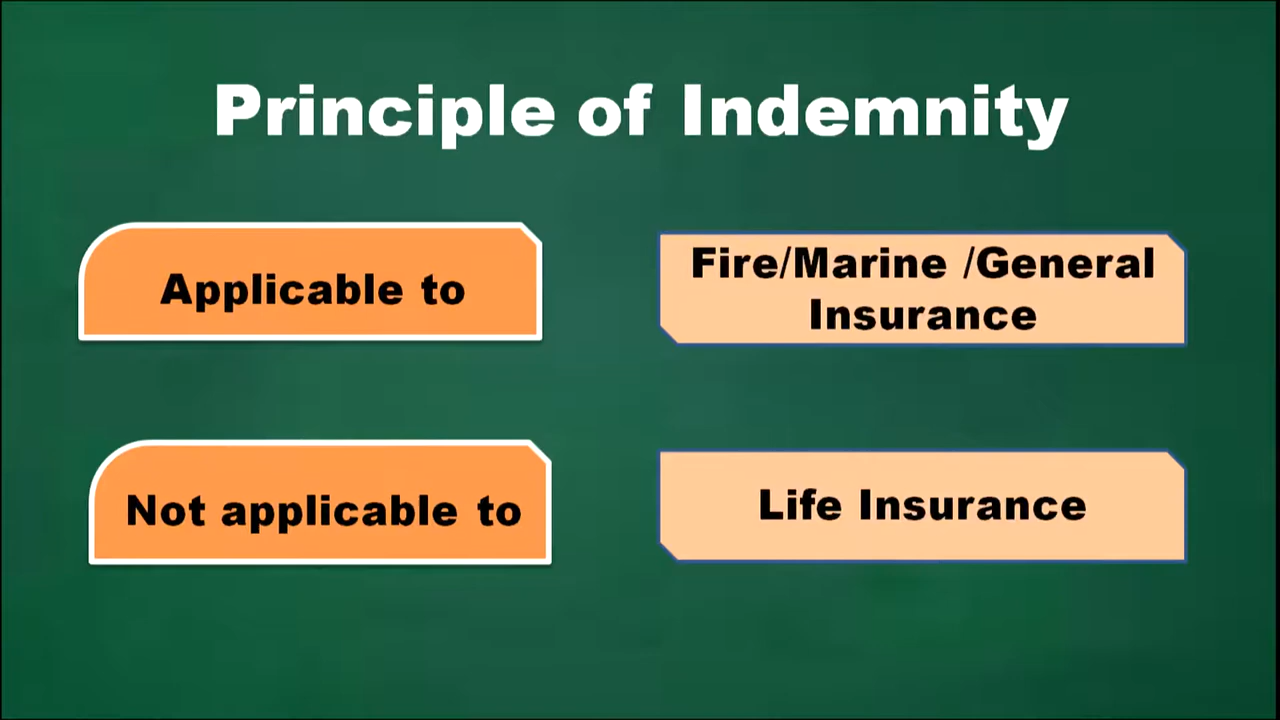 Principle of Indemnity
Applicable to
Fire/Marine /General
Insurance
Not applicable to
Life Insurance